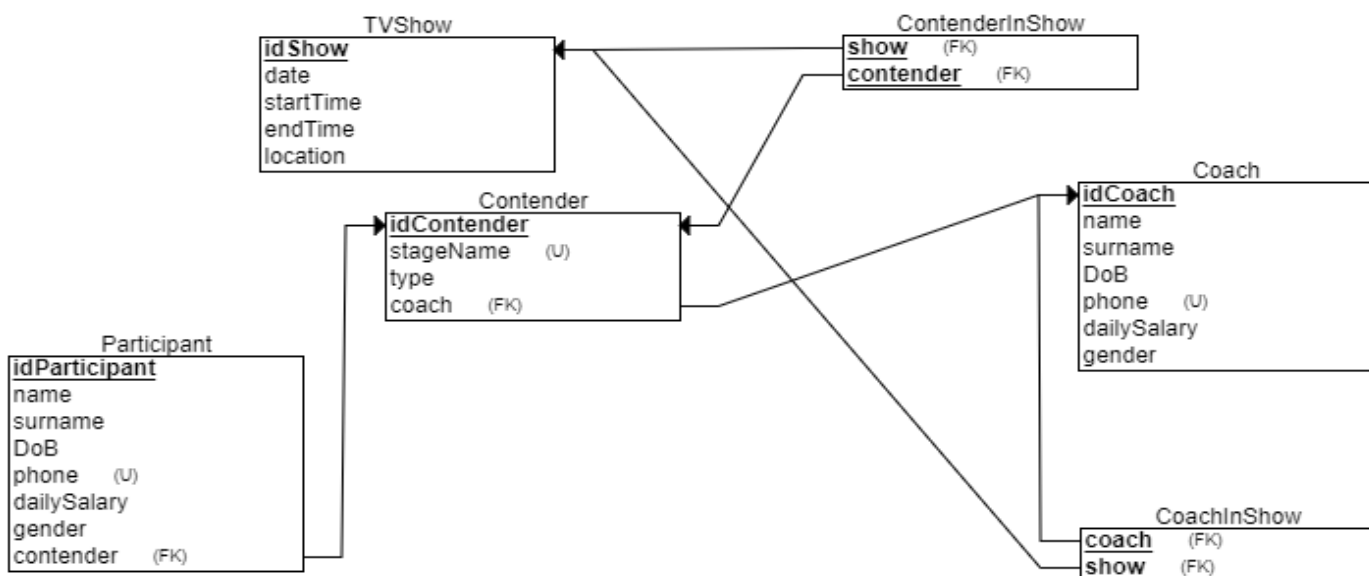 TVShow
idShow
date
startTime
endTime
location
ContenderInShow
show (FK)
contender (FK)
Contender
idContender
stageName (U)
type
coach (FK)
Coach
idCoach
name
surname
DoB
phone (U)
dailySalary
gender
Participant
idParticipant
name
surname
DoB
phone (U)
dailySalary
gender
contender (FK)
CoachInShow
coach (FK)
show (FK)